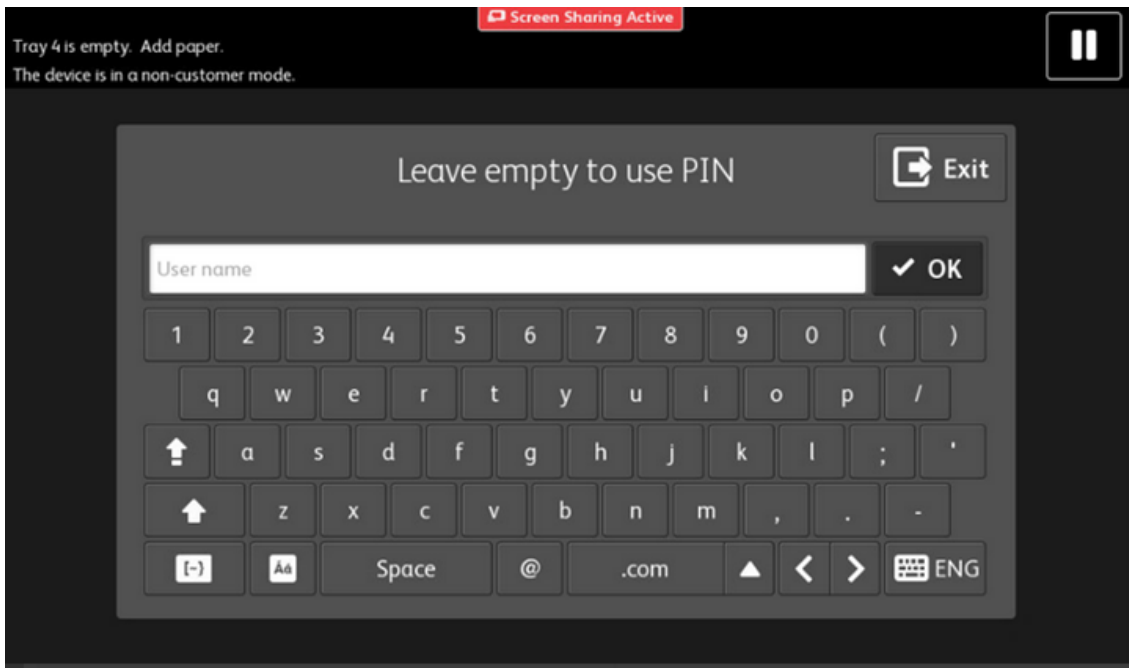 Screen Sharing Active
Tray 4 is empty. Add paper.
The device is in a non-customer mode.
Leave empty to use PIN
Exit
User name
OK
1 2 3 4 5 6 7 8 9 0 ( )
q w e r t y u i o p /
a s d f g h j k l ; '
z x c v b n m , . -
[~} Áá Space @ .com ENG